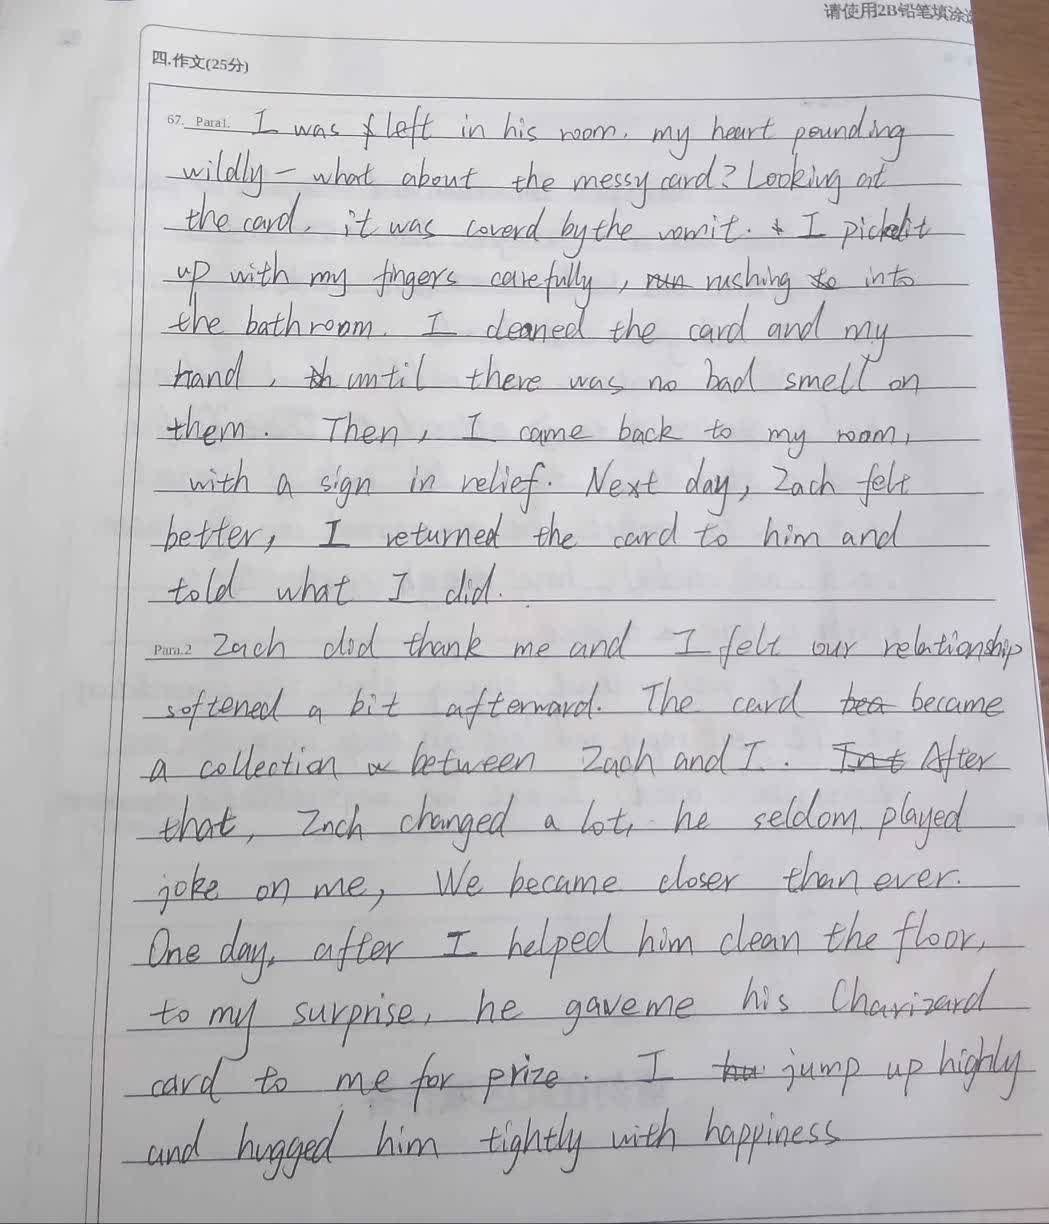 请使用2B铅笔填涂
四.作文(25分)
67. Para1. I was left in his room, my heart pounding
wildly — what about the messy card? Looking at
the card, it was coverd by the vomit. I pickedit
up with my fingers carefully, run rushing to into
the bathroom. I cleaned the card and my
hand, th until there was no bad smell on
them. Then, I came back to my room,
with a sign in relief. Next day, Zach felt
better, I returned the card to him and
told what I did.
Para.2 Zach did thank me and I felt our relationship
softened a bit afterward. The card bea became
a collection between Zach and I. Int After
that, Zach changed a lot, he seldom played
joke on me, We became closer than ever.
One day, after I helped him clean the floor,
to my surprise, he gave me his Charizard
card to me for prize. I jump up highly
and hugged him tightly with happiness